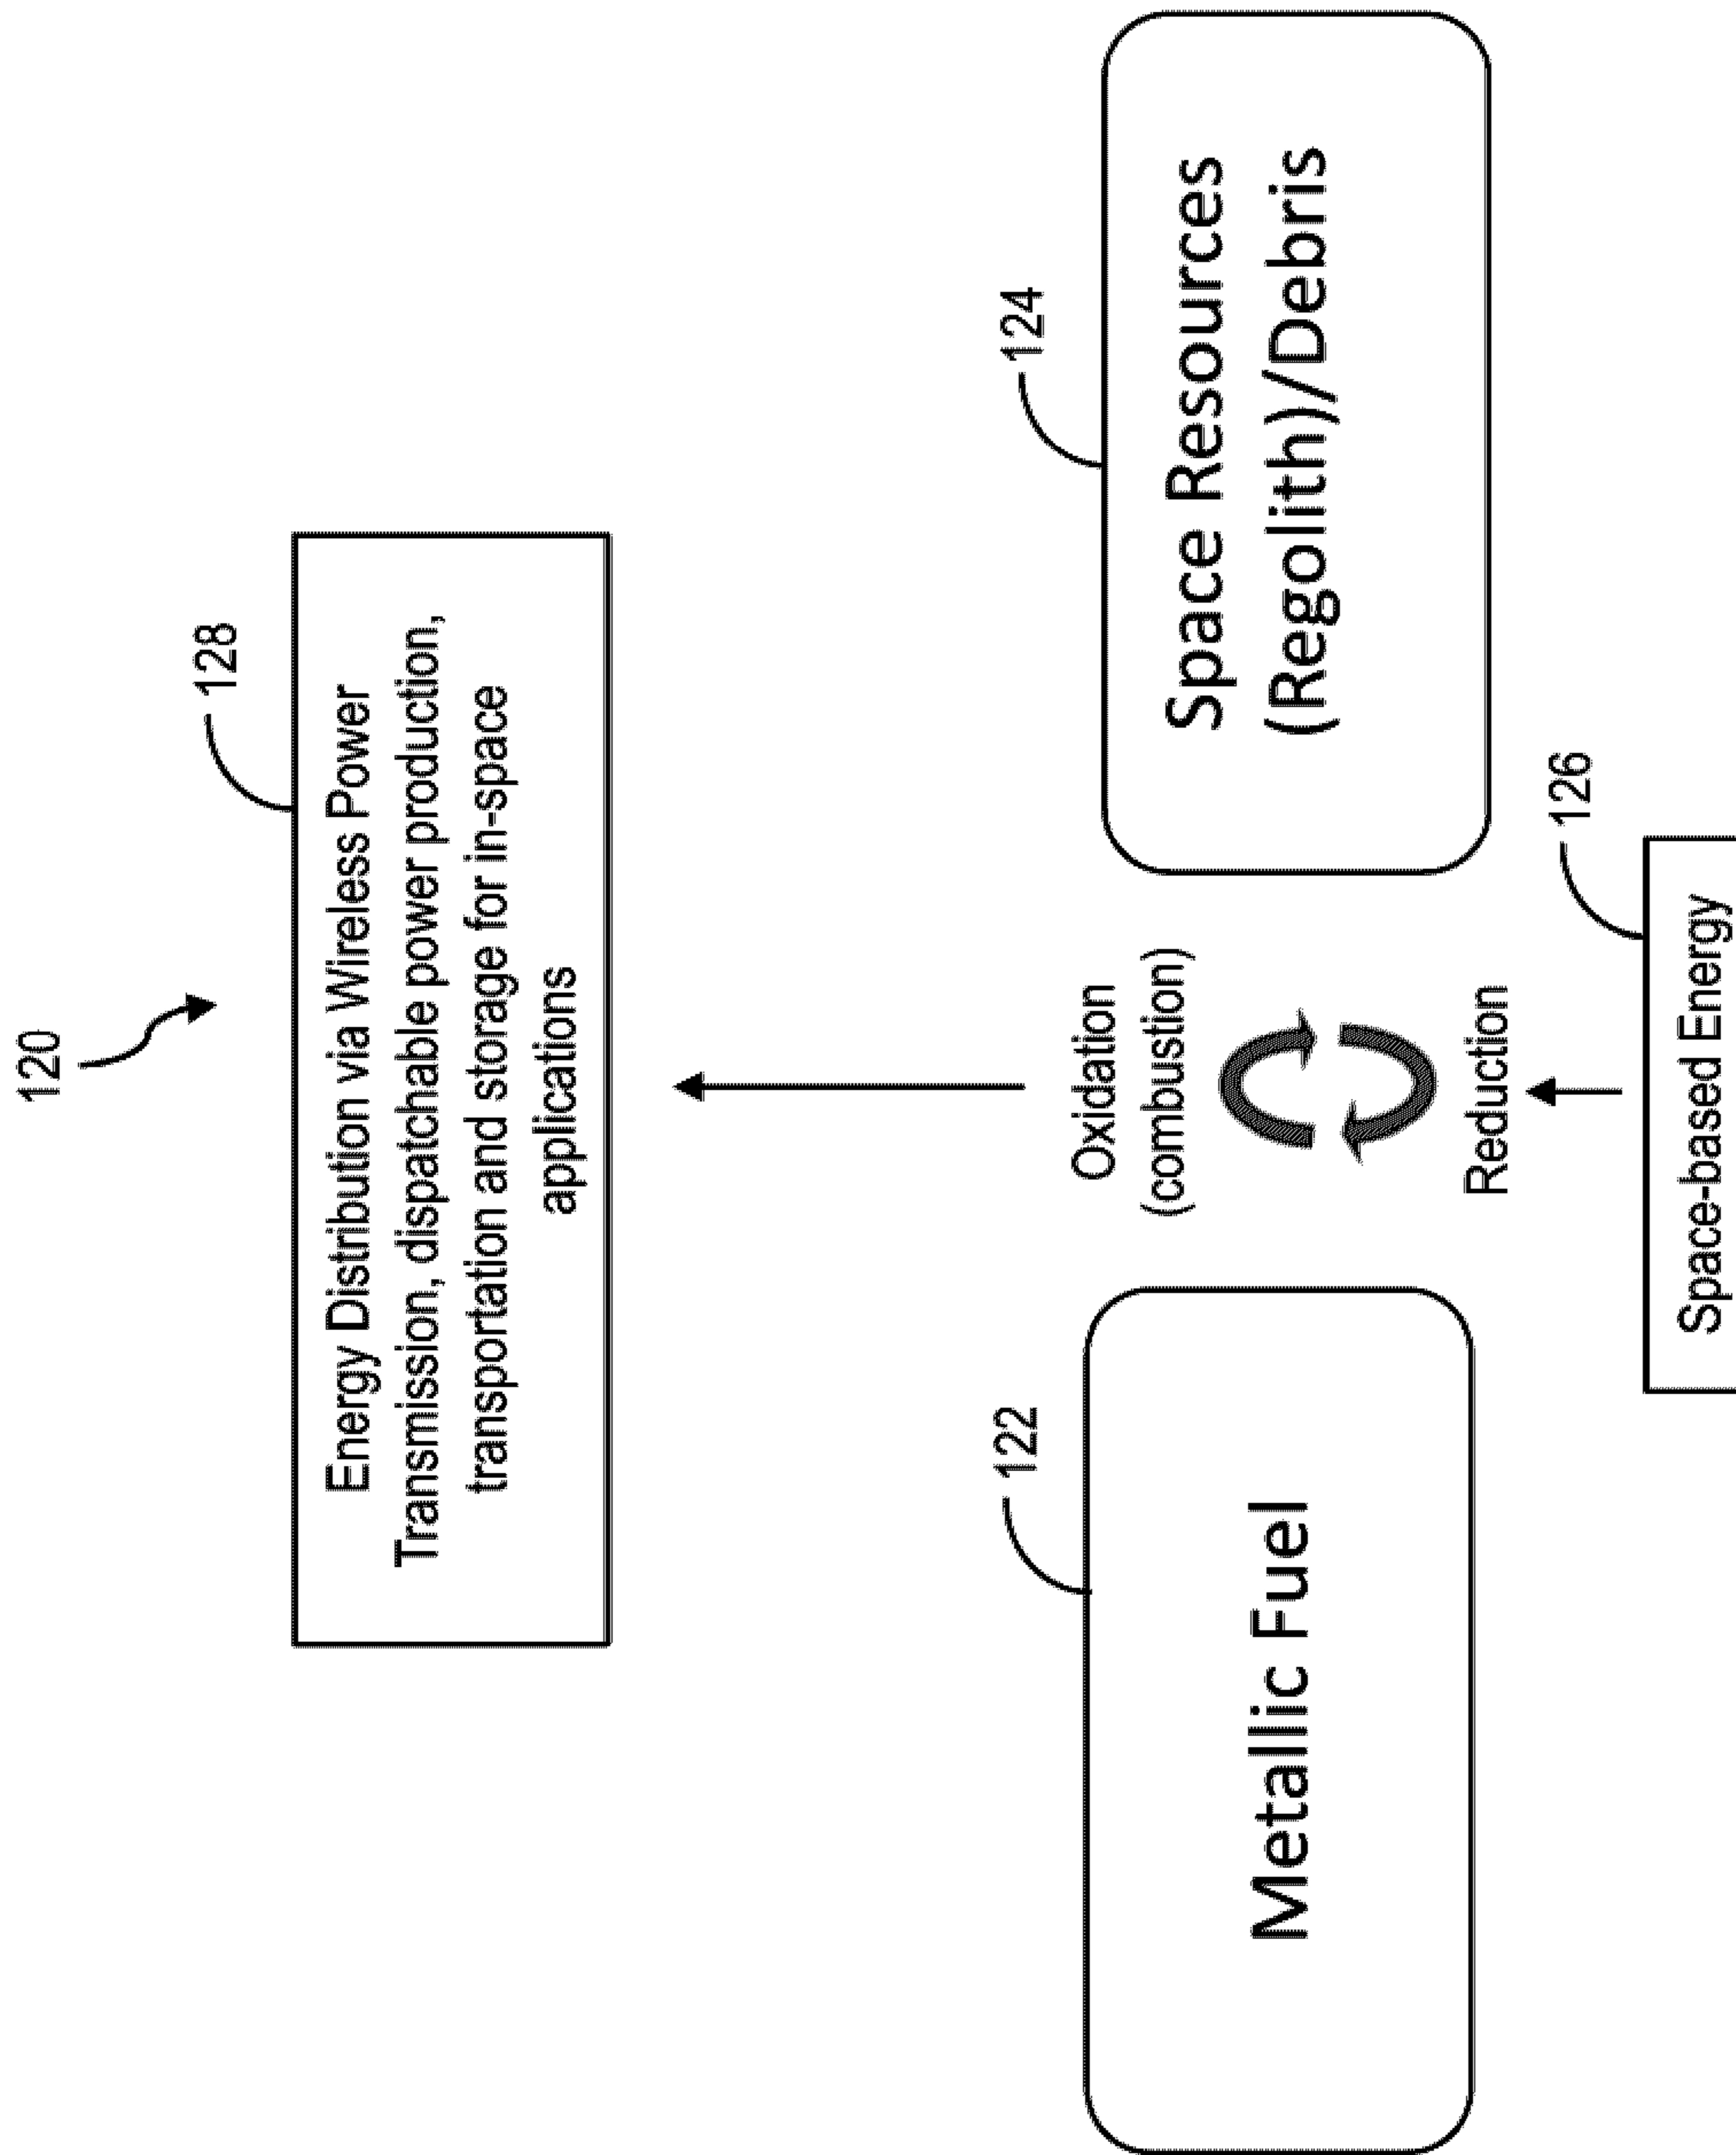 120
128
Energy Distribution via Wireless Power
Transmission, dispatchable power production,
transportation and storage for in-space
applications
122
Metallic Fuel
Oxidation
(combustion)
Reduction
124
Space Resources
(Regolith)/Debris
126
Space-based Energy